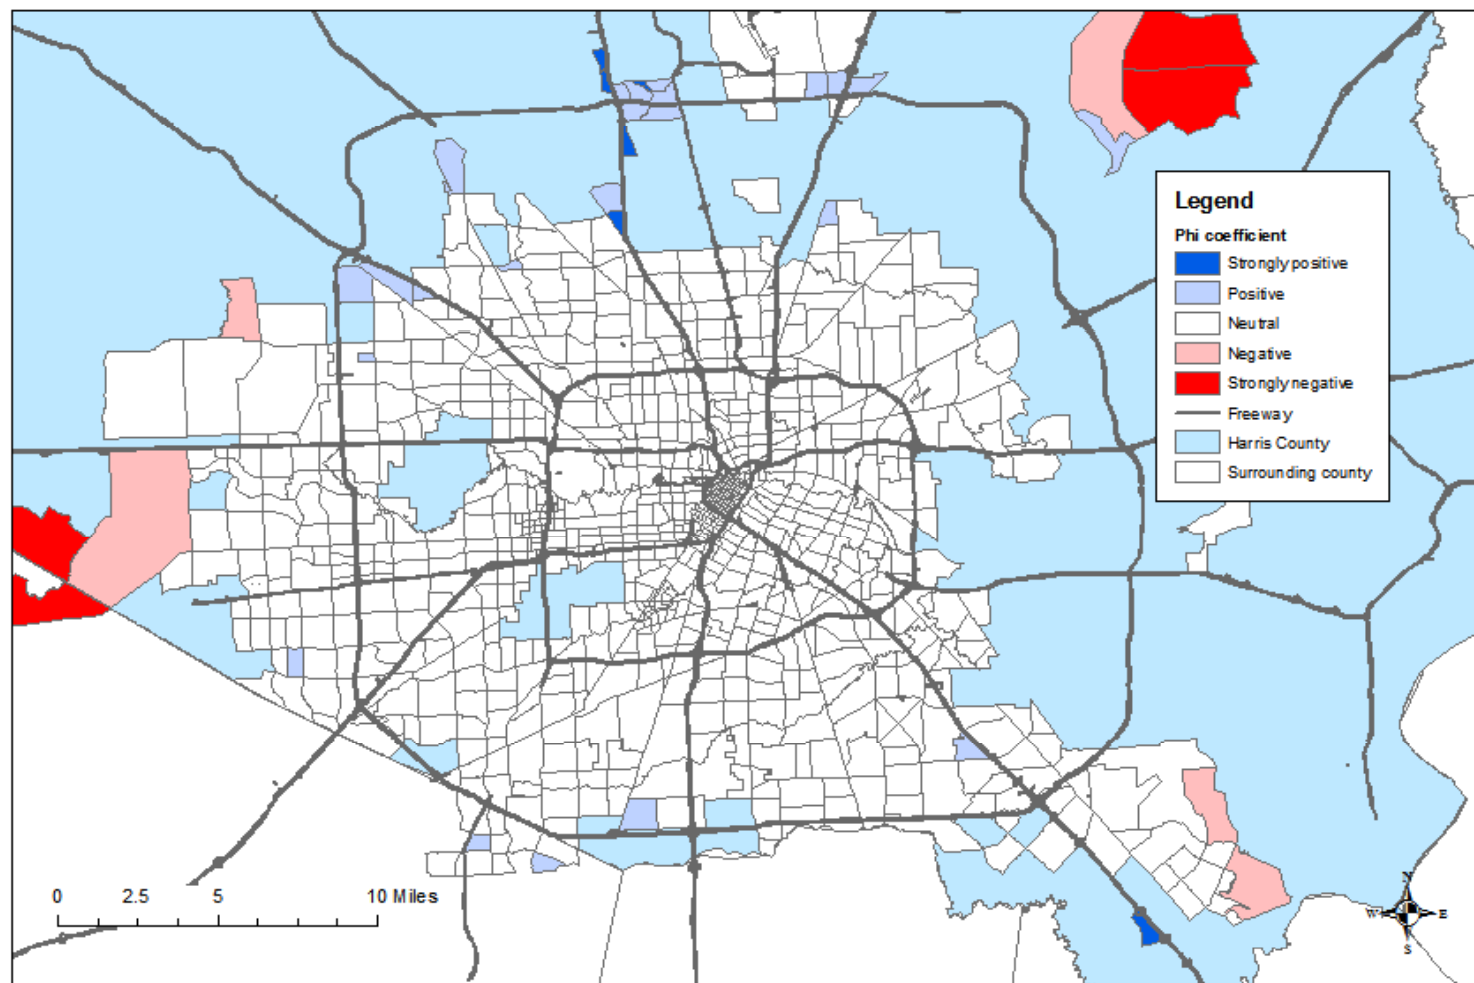 Legend
Phi coefficient
Strongly positive
Positive
Neutral
Negative
Strongly negative
Freeway
Harris County
Surrounding county
0 2.5 5 10 Miles
N
W E
S